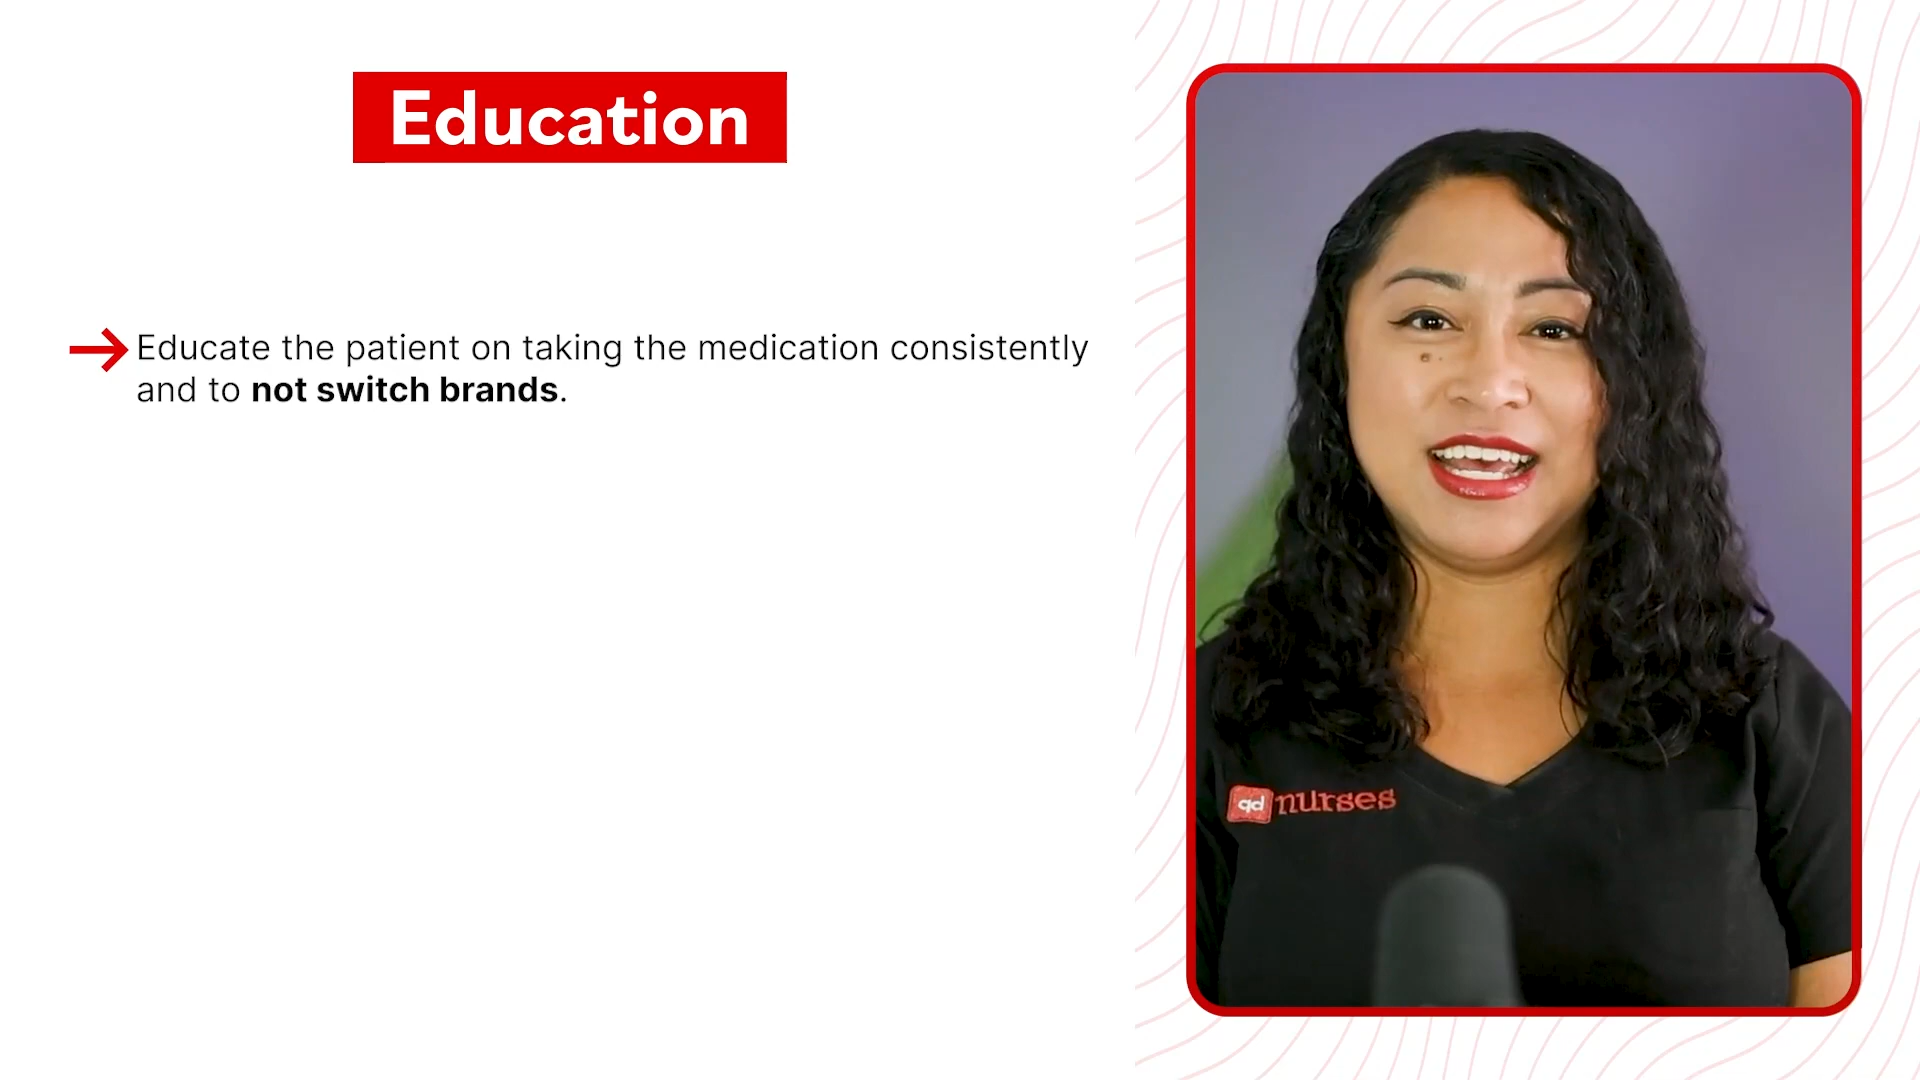 Education
Educate the patient on taking the medication consistently
and to not switch brands.
qd nurses